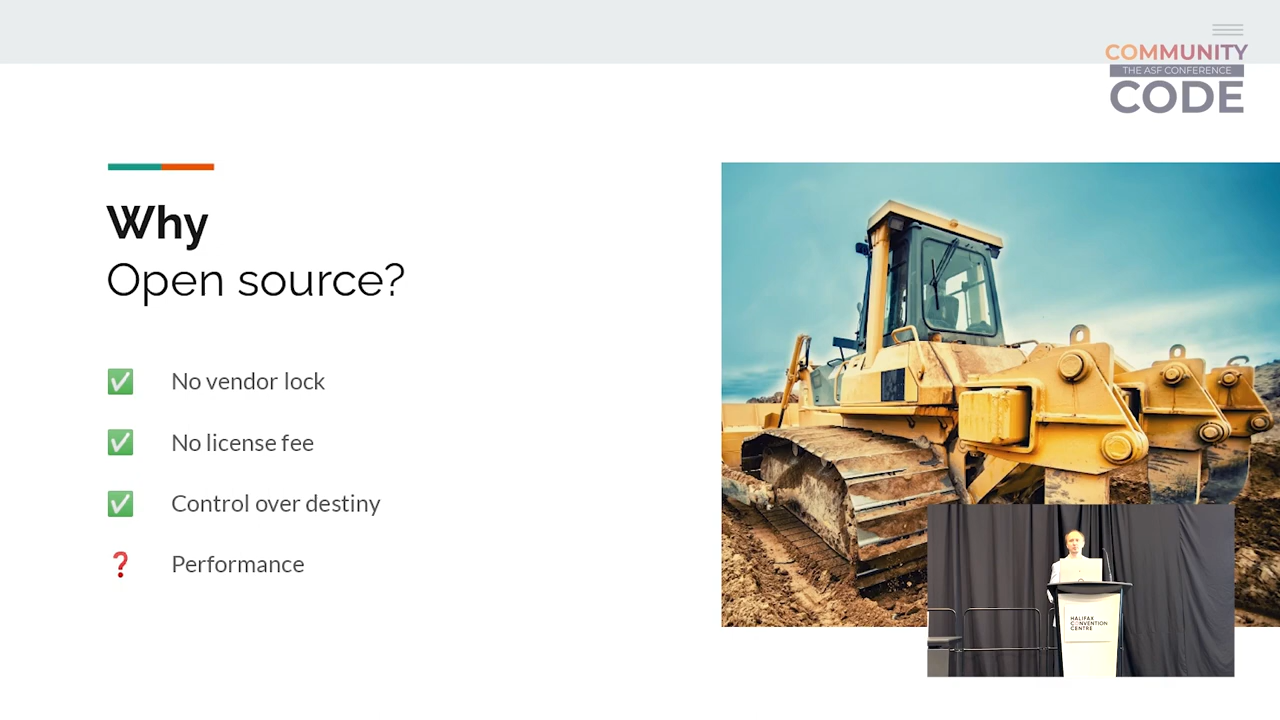 COMMUNITY
THE ASF CONFERENCE
CODE
Why
Open source?
✅ No vendor lock
✅ No license fee
✅ Control over destiny
❓ Performance
HALIFAX
CONVENTION
CENTRE